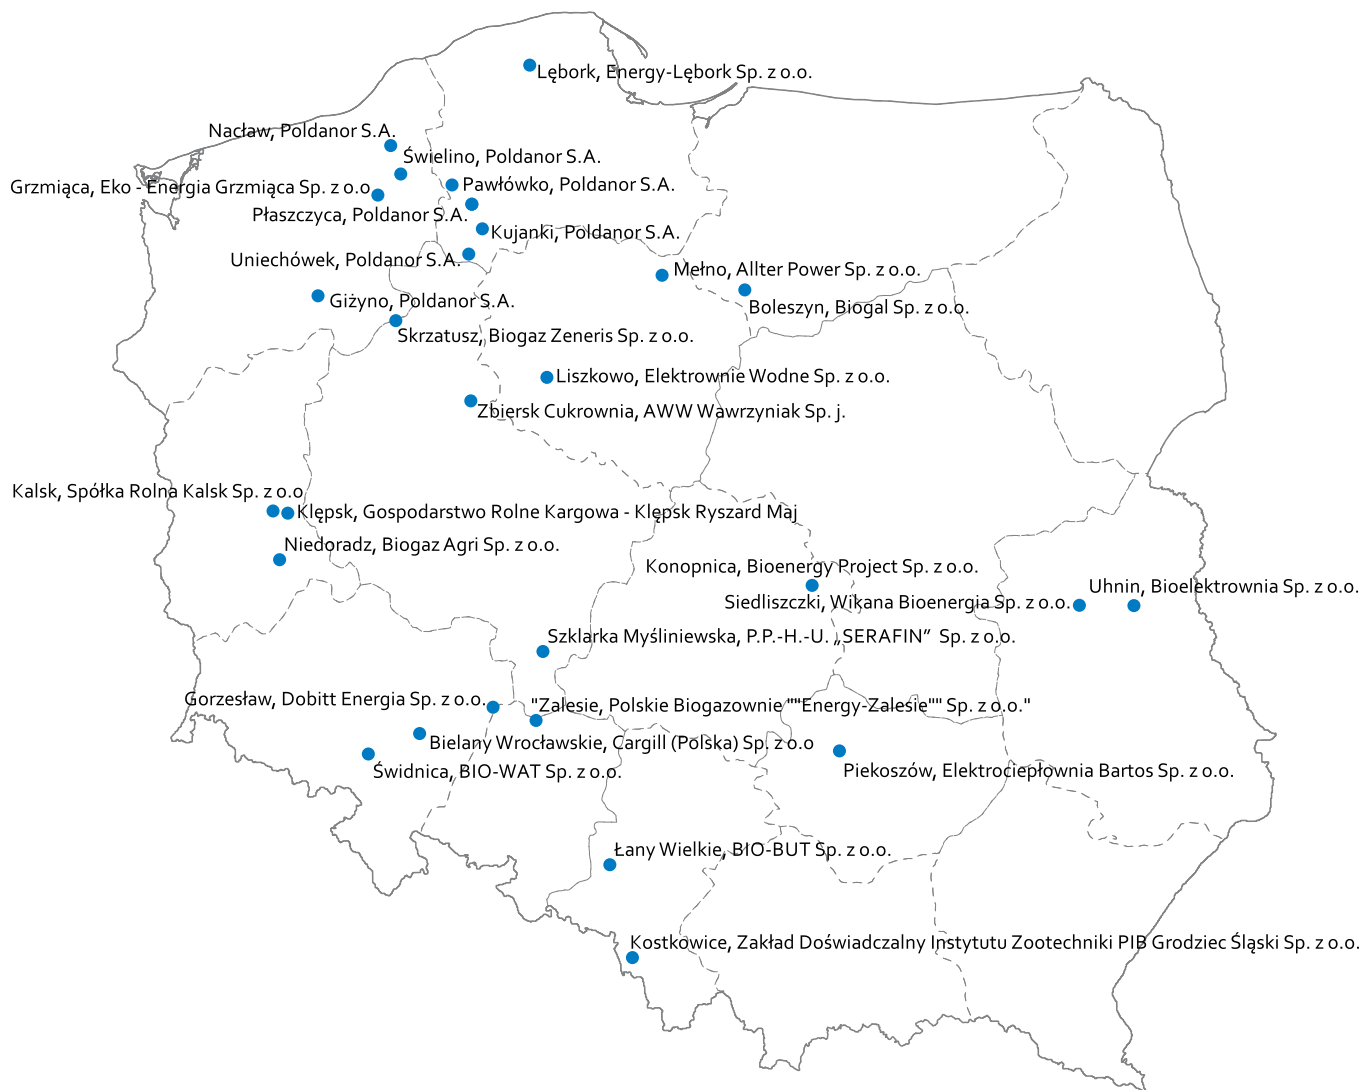 Lębork, Energy-Lębork Sp. z o.o.
Nacław, Poldanor S.A.
Świelino, Poldanor S.A.
Pawłówko, Poldanor S.A.
Grzmiąca, Eko - Energia Grzmiąca Sp. z o.o
Płaszczyca, Poldanor S.A.
Kujanki, Poldanor S.A.
Uniechówek, Poldanor S.A.
Mełno, Allter Power Sp. z o.o.
Giżyno, Poldanor S.A.
Boleszyn, Biogal Sp. z o.o.
Skrzatusz, Biogaz Zeneris Sp. z o.o.
Liszkowo, Elektrownie Wodne Sp. z o.o.
Zbiersk Cukrownia, AWW Wawrzyniak Sp. j.
Kalsk, Spółka Rolna Kalsk Sp. z o.o
Klępsk, Gospodarstwo Rolne Kargowa - Klępsk Ryszard Maj
Niedoradz, Biogaz Agri Sp. z o.o.
Konopnica, Bioenergy Project Sp. z o.o.
Uhnin, Bioelektrownia Sp. z o.o.
Siedliszczki, Wikana Bioenergia Sp. z o.o.
Szklarka Myśliniewska, P.P.-H.-U. „SERAFIN” Sp. z o.o.
Gorzesław, Dobitt Energia Sp. z o.o.
"Zalesie, Polskie Biogazownie ""Energy-Zalesie"" Sp. z o.o."
Bielany Wrocławskie, Cargill (Polska) Sp. z o.o
Świdnica, BIO-WAT Sp. z o.o.
Piekoszów, Elektrociepłownia Bartos Sp. z o.o.
Łany Wielkie, BIO-BUT Sp. z o.o.
Kostkowice, Zakład Doświadczalny Instytutu Zootechniki PIB Grodziec Śląski Sp. z o.o.